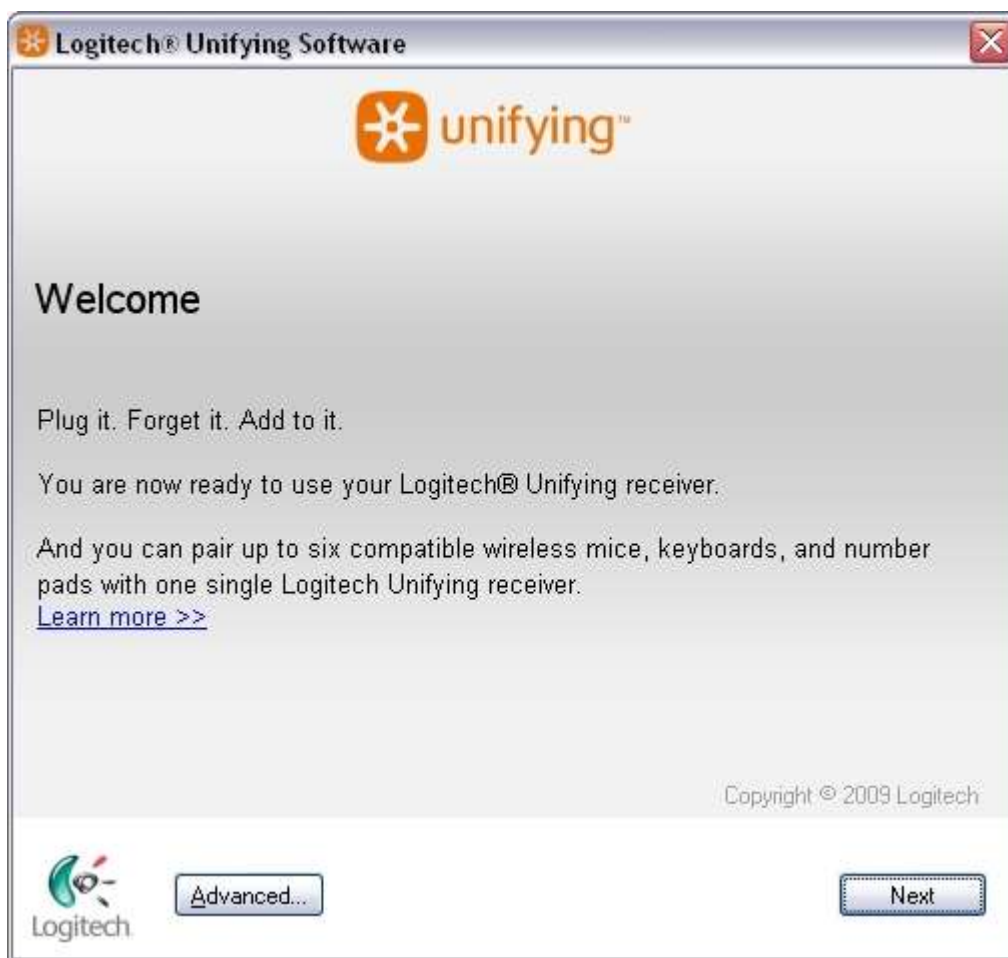 Logitech® Unifying Software
unifying™
Welcome
Plug it. Forget it. Add to it.
You are now ready to use your Logitech® Unifying receiver.
And you can pair up to six compatible wireless mice, keyboards, and number
pads with one single Logitech Unifying receiver.
Learn more >>
Copyright © 2009 Logitech
Logitech
Advanced...
Next